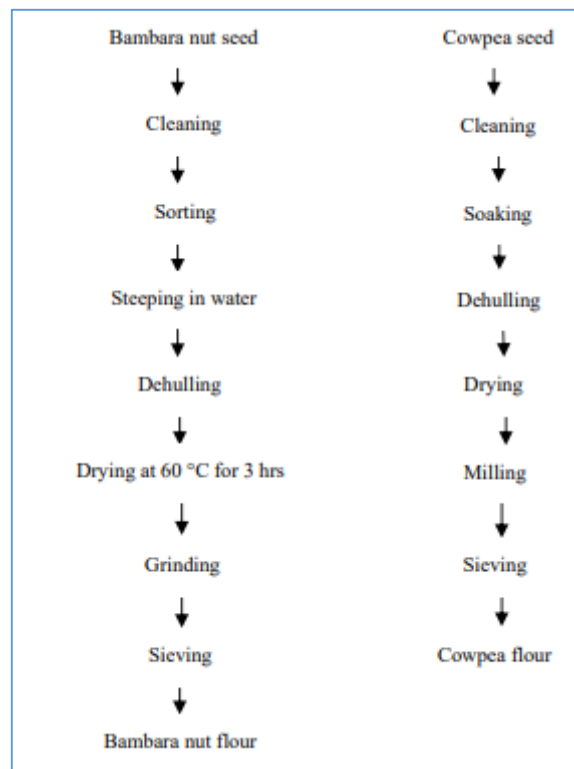 Bambara nut seed
Cleaning
Sorting
Steeping in water
Dehulling
Drying at 60 °C for 3 hrs
Grinding
Sieving
Bambara nut flour
Cowpea seed
Cleaning
Soaking
Dehulling
Drying
Milling
Sieving
Cowpea flour